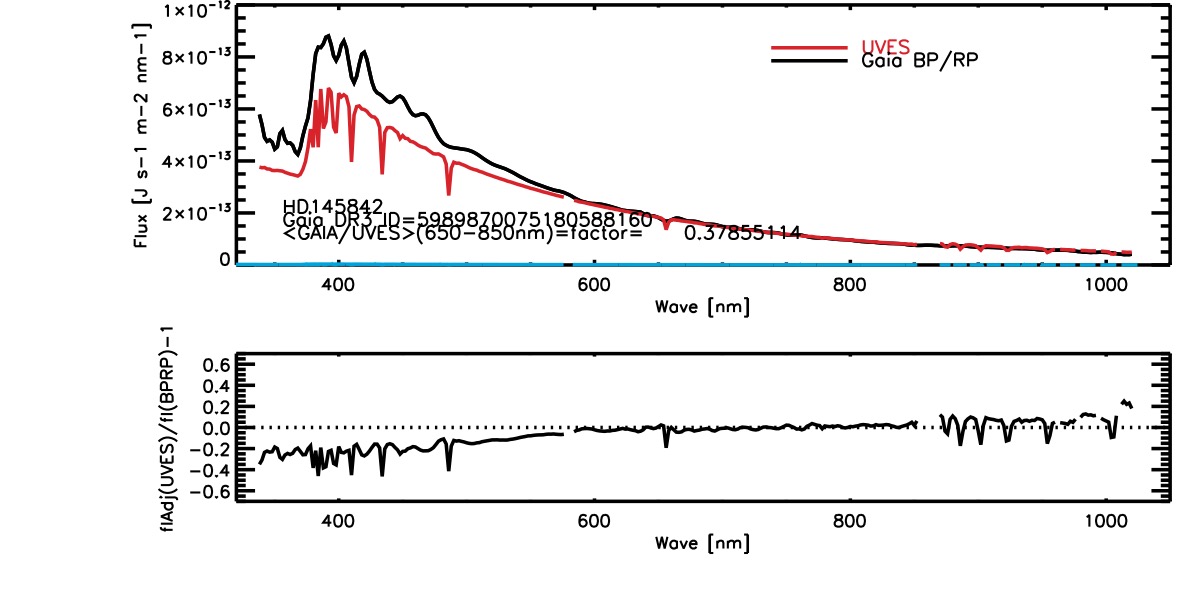 1×10⁻¹²
8×10⁻¹³
6×10⁻¹³
4×10⁻¹³
2×10⁻¹³
0
Flux [J s-1 m-2 nm-1]
UVES
Gaia BP/RP
HD145842
Gaia DR3 ID=5989870075180588160
<GAIA/UVES>(650-850nm)=factor= 0.37855114
400 600 800 1000
Wave [nm]
flAdj(UVES)/fl(BPRP)-1
0.6
0.4
0.2
0.0
-0.2
-0.4
-0.6
400 600 800 1000
Wave [nm]